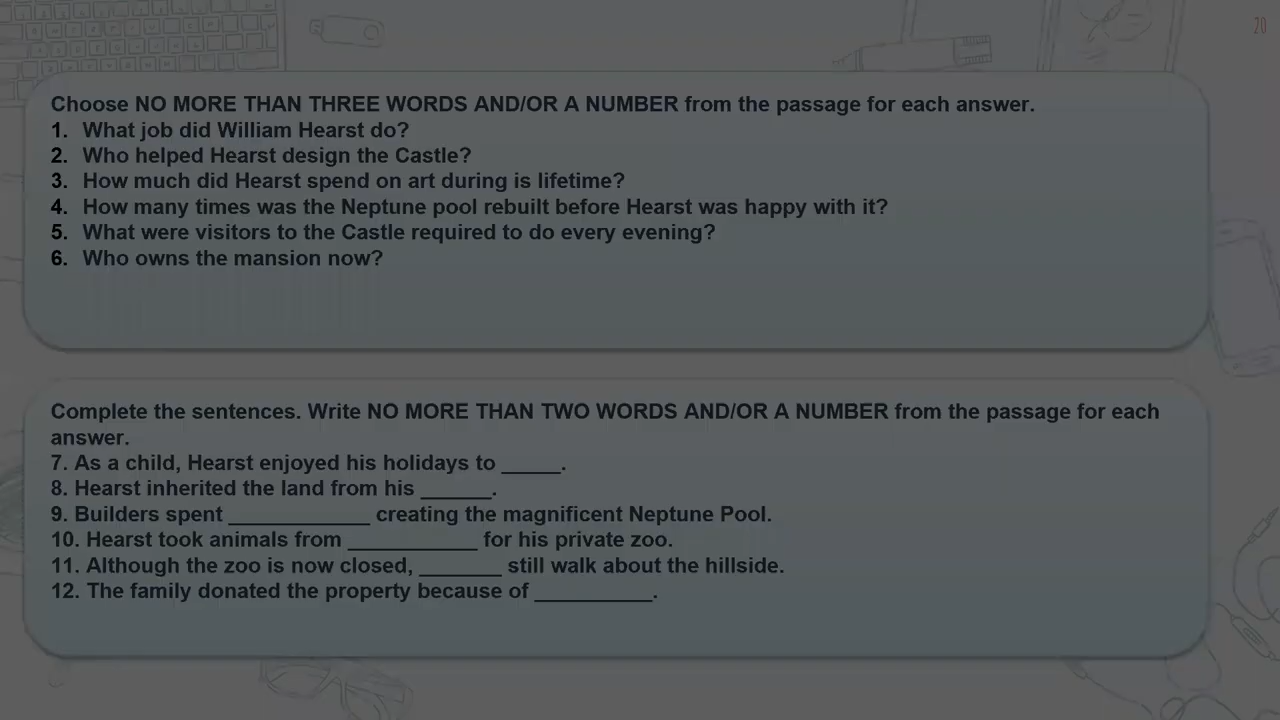 20
Choose NO MORE THAN THREE WORDS AND/OR A NUMBER from the passage for each answer.
1. What job did William Hearst do?
2. Who helped Hearst design the Castle?
3. How much did Hearst spend on art during is lifetime?
4. How many times was the Neptune pool rebuilt before Hearst was happy with it?
5. What were visitors to the Castle required to do every evening?
6. Who owns the mansion now?
Complete the sentences. Write NO MORE THAN TWO WORDS AND/OR A NUMBER from the passage for each
answer.
7. As a child, Hearst enjoyed his holidays to _____.
8. Hearst inherited the land from his ______.
9. Builders spent ____________ creating the magnificent Neptune Pool.
10. Hearst took animals from ___________ for his private zoo.
11. Although the zoo is now closed, _______ still walk about the hillside.
12. The family donated the property because of __________.